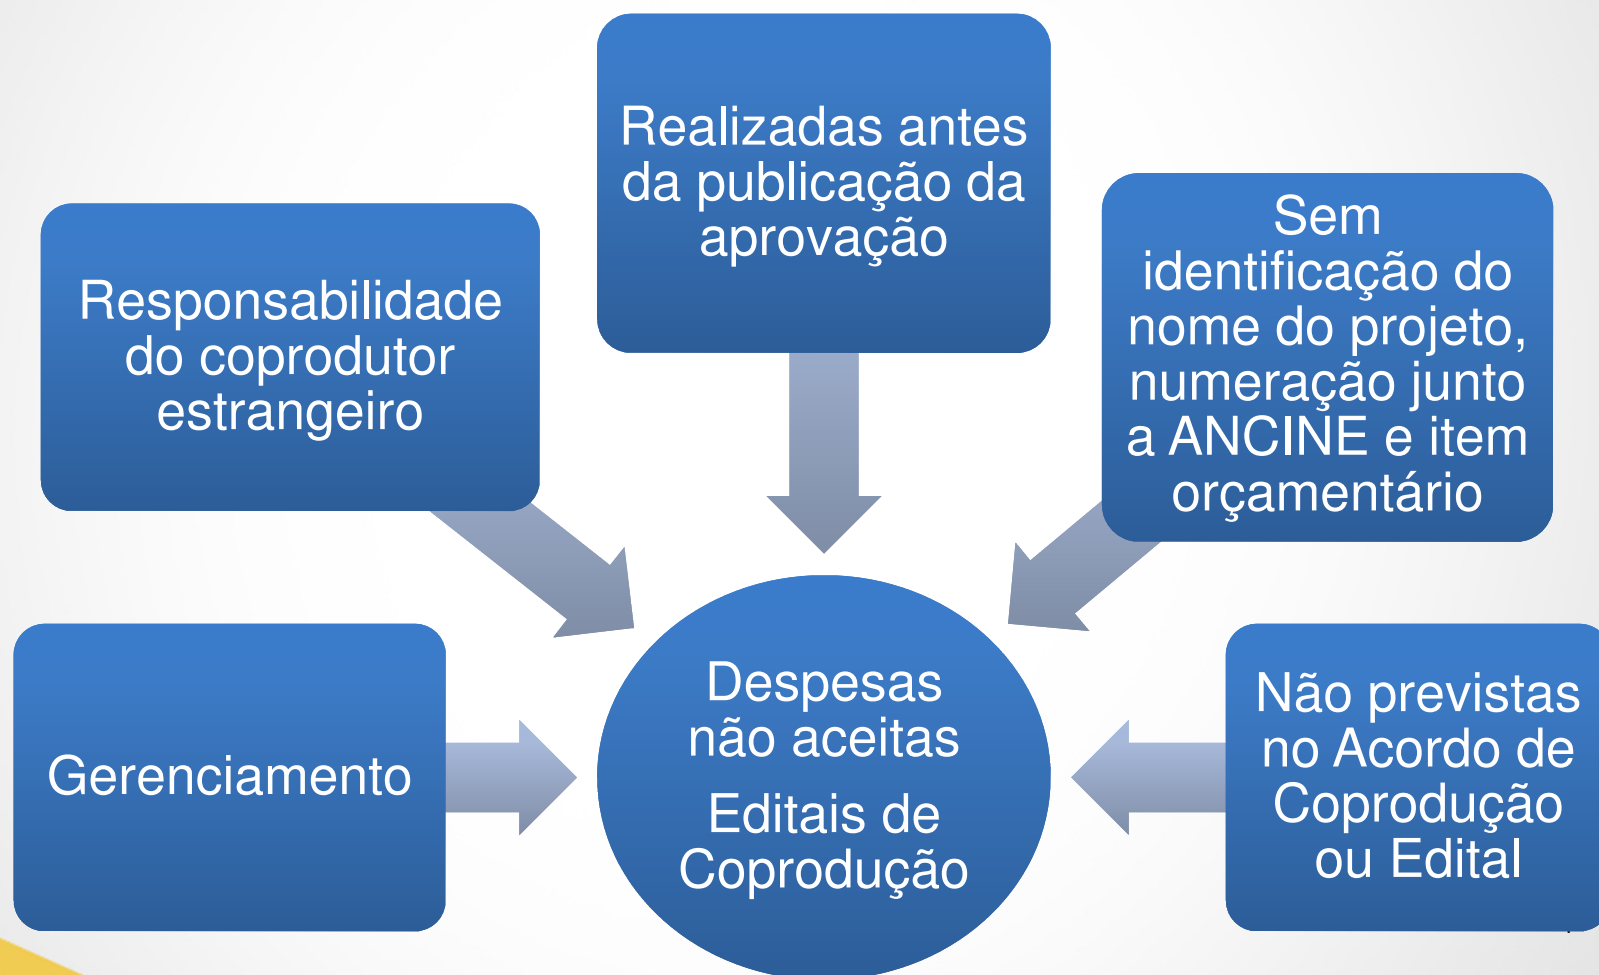 Realizadas antes
da publicação da
aprovação
Responsabilidade
do coprodutor
estrangeiro
Sem
identificação do
nome do projeto,
numeração junto
a ANCINE e item
orçamentário
Gerenciamento
Despesas
não aceitas
Editais de
Coprodução
Não previstas
no Acordo de
Coprodução
ou Edital